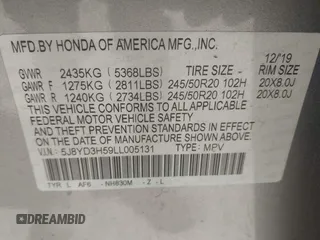 MFD.BY HONDA OF AMERICA MFG.,INC.
12/19
GVWR 2435KG (5368LBS) TIRE SIZE - RIM SIZE
GAWR F 1275KG (2811LBS) 245/50R20 102H 20X8.0J
GAWR R 1240KG (2734LBS) 245/50R20 102H 20X8.0J
THIS VEHICLE CONFORMS TO ALL APPLICABLE
FEDERAL MOTOR VEHICLE SAFETY AND THEFT
PREVENTION STANDARDS IN EFFECT ON THE DATE
OF MANUFACTURE SHOWN ABOVE.
V.I.N.: 5J8YD3H59LL005131
TYPE: MPV
TYR L AF6 - NH830M - Z - L